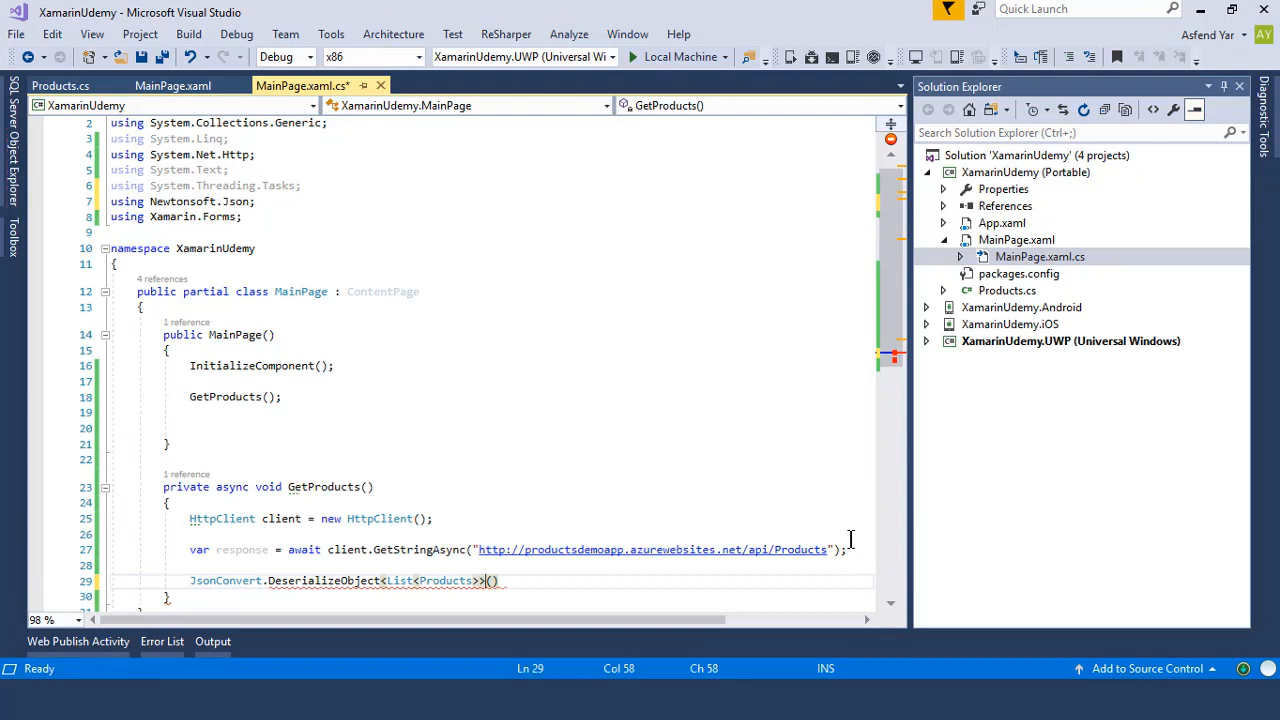 XamarinUdemy - Microsoft Visual Studio
Quick Launch
File Edit View Project Build Debug Team Tools Architecture Test ReSharper Analyze Window Help
Asfend Yar AY
Debug x86 XamarinUdemy.UWP (Universal Wi Local Machine
SQL Server Object Explorer
Toolbox
Products.cs MainPage.xaml MainPage.xaml.cs*
XamarinUdemy XamarinUdemy.MainPage GetProducts()
2 using System.Collections.Generic;
3 using System.Linq;
4 using System.Net.Http;
5 using System.Text;
6 using System.Threading.Tasks;
7 using Newtonsoft.Json;
8 using Xamarin.Forms;
9
10 namespace XamarinUdemy
11 {
4 references
12 public partial class MainPage : ContentPage
13 {
1 reference
14 public MainPage()
15 {
16 InitializeComponent();
17
18 GetProducts();
19
20
21 }
22
1 reference
23 private async void GetProducts()
24 {
25 HttpClient client = new HttpClient();
26
27 var response = await client.GetStringAsync("http://productsdemoapp.azurewebsites.net/api/Products");
28
29 JsonConvert.DeserializeObject<List<Products>>()
30 }
31 }
98 %
Solution Explorer
Search Solution Explorer (Ctrl+;)
Solution 'XamarinUdemy' (4 projects)
XamarinUdemy (Portable)
Properties
References
App.xaml
MainPage.xaml
MainPage.xaml.cs
packages.config
Products.cs
XamarinUdemy.Android
XamarinUdemy.iOS
XamarinUdemy.UWP (Universal Windows)
Diagnostic Tools
Web Publish Activity Error List Output
Ready Ln 29 Col 58 Ch 58 INS Add to Source Control